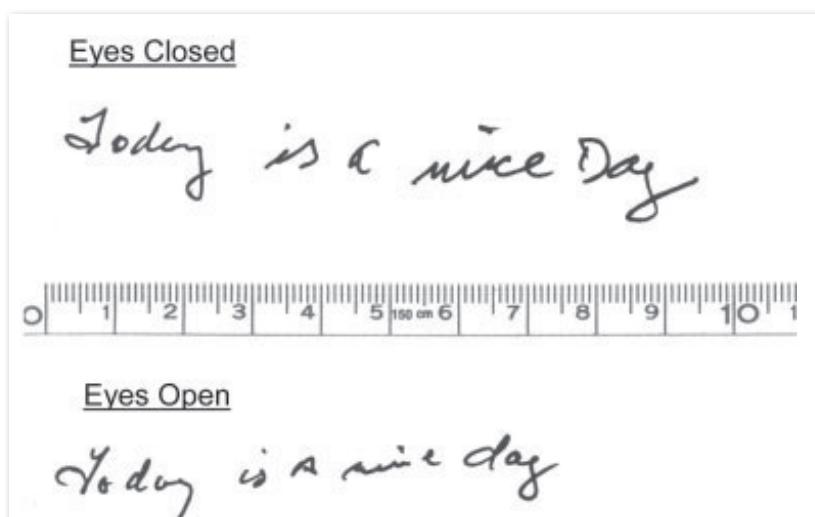 Eyes Closed
Today is a nice Day
0 1 2 3 4 5 150 cm 6 7 8 9 10 1
Eyes Open
Today is a nice day